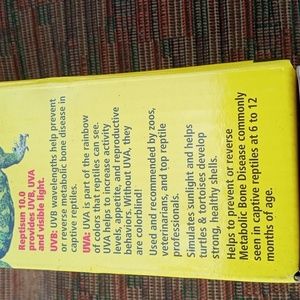 Reptisun 10.0
provides UVB, UVA
and visible light.
UVB: UVB wavelengths help prevent
or reverse metabolic bone disease in
captive reptiles.
UVA: UVA is part of the rainbow
of colors that reptiles can see.
UVA helps to increase activity
levels, appetite, and reproductive
behaviors. Without UVA, they
are colorblind!
Used and recommended by zoos,
veterinarians, and top reptile
professionals.
Simulates sunlight and helps
turtles & tortoises develop
strong, healthy shells.
Helps to prevent or reverse
Metabolic Bone Disease commonly
seen in captive reptiles at 6 to 12
months of age.